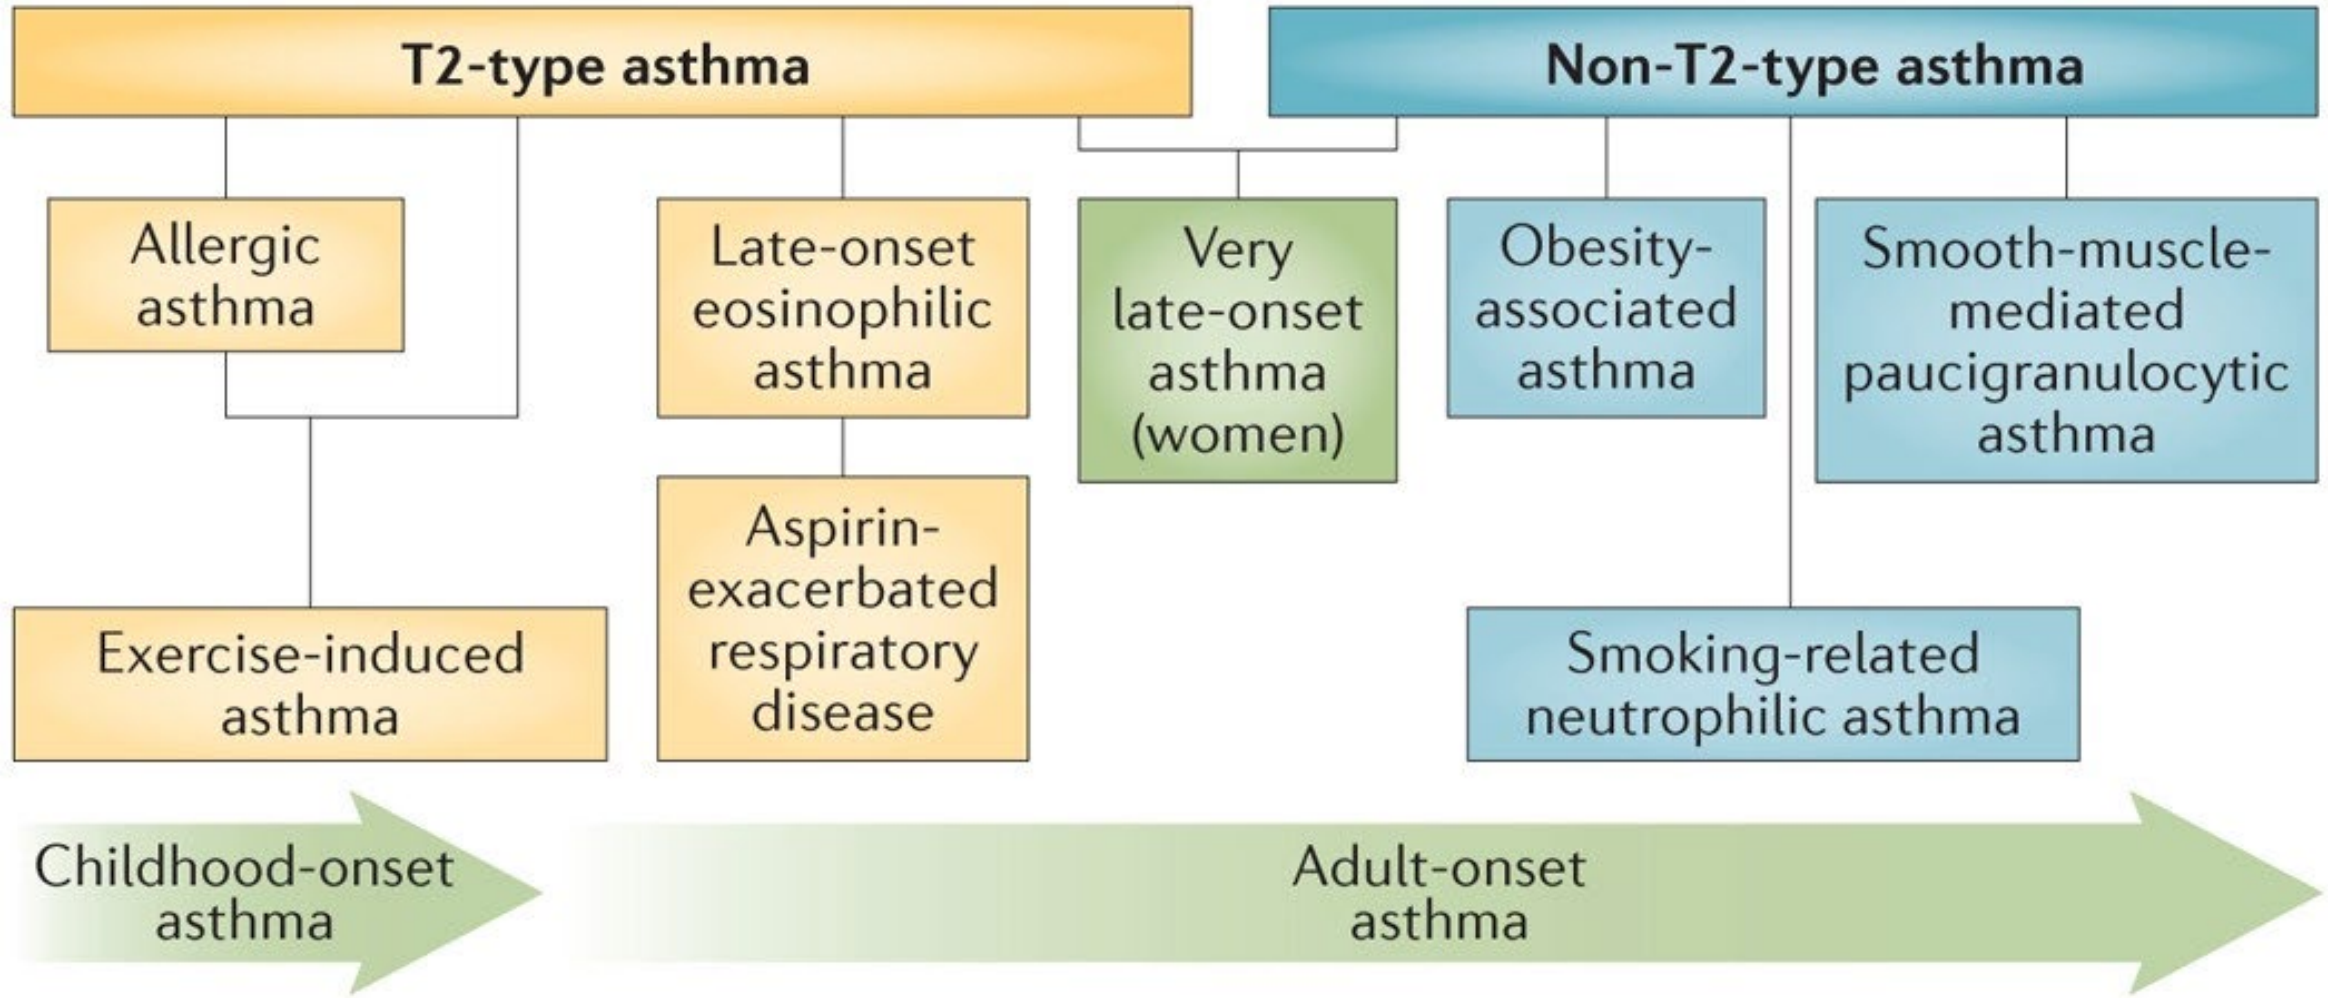 T2-type asthma
Non-T2-type asthma
Allergic
asthma
Late-onset
eosinophilic
asthma
Very
late-onset
asthma
(women)
Obesity-
associated
asthma
Smooth-muscle-
mediated
paucigranulocytic
asthma
Aspirin-
exacerbated
respiratory
disease
Exercise-induced
asthma
Smoking-related
neutrophilic asthma
Childhood-onset
asthma
Adult-onset
asthma